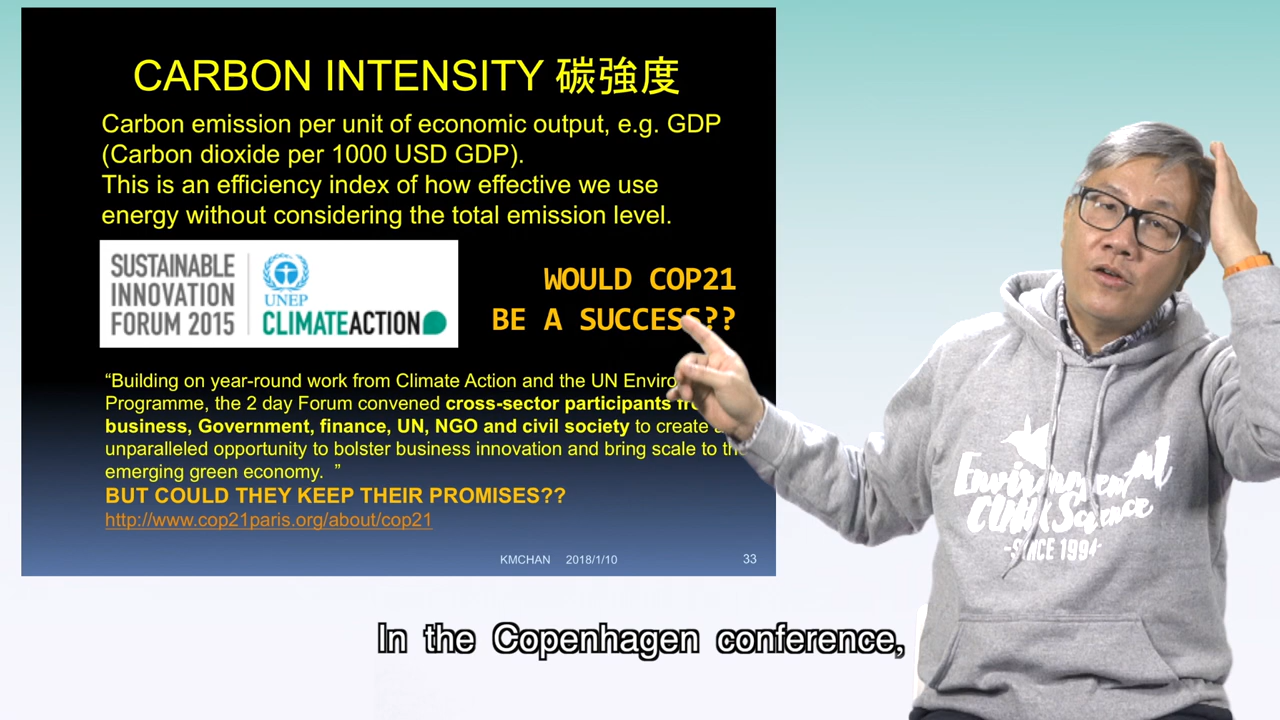 CARBON INTENSITY 碳強度
Carbon emission per unit of economic output, e.g. GDP
(Carbon dioxide per 1000 USD GDP).
This is an efficiency index of how effective we use
energy without considering the total emission level.
SUSTAINABLE
INNOVATION
FORUM 2015
UNEP
CLIMATEACTION
WOULD COP21
BE A SUCCESS??
“Building on year-round work from Climate Action and the UN
Programme, the 2 day Forum convened cross-sector participants
business, Government, finance, UN, NGO and civil society to create
unparalleled opportunity to bolster business innovation and bring scale to
emerging green economy. ”
BUT COULD THEY KEEP THEIR PROMISES??
http://www.cop21paris.org/about/cop21
KMCHAN 2018/1/10 33
Environmental
Science
-SINCE 1994-
In the Copenhagen conference,